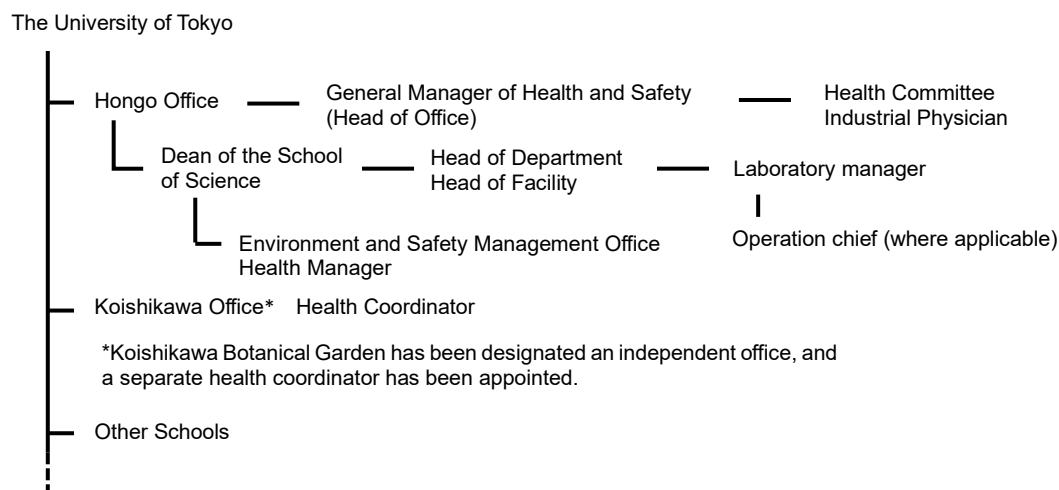 The University of Tokyo
Hongo Office
General Manager of Health and Safety
(Head of Office)
Health Committee
Industrial Physician
Dean of the School
of Science
Head of Department
Head of Facility
Laboratory manager
Operation chief (where applicable)
Environment and Safety Management Office
Health Manager
Koishikawa Office* Health Coordinator
*Koishikawa Botanical Garden has been designated an independent office, and
a separate health coordinator has been appointed.
Other Schools